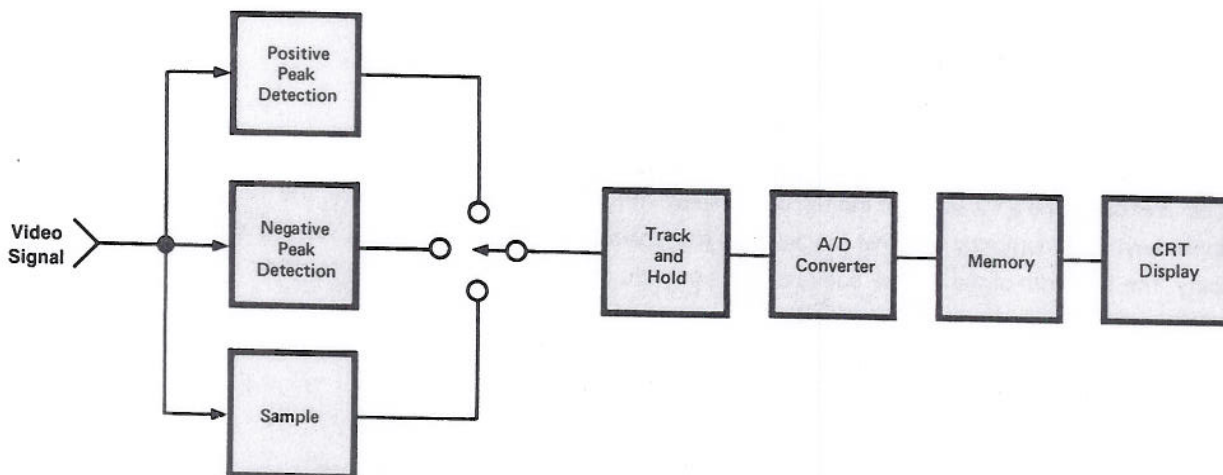 Positive
Peak
Detection
Video
Signal
Negative
Peak
Detection
Sample
Track
and
Hold
A/D
Converter
Memory
CRT
Display